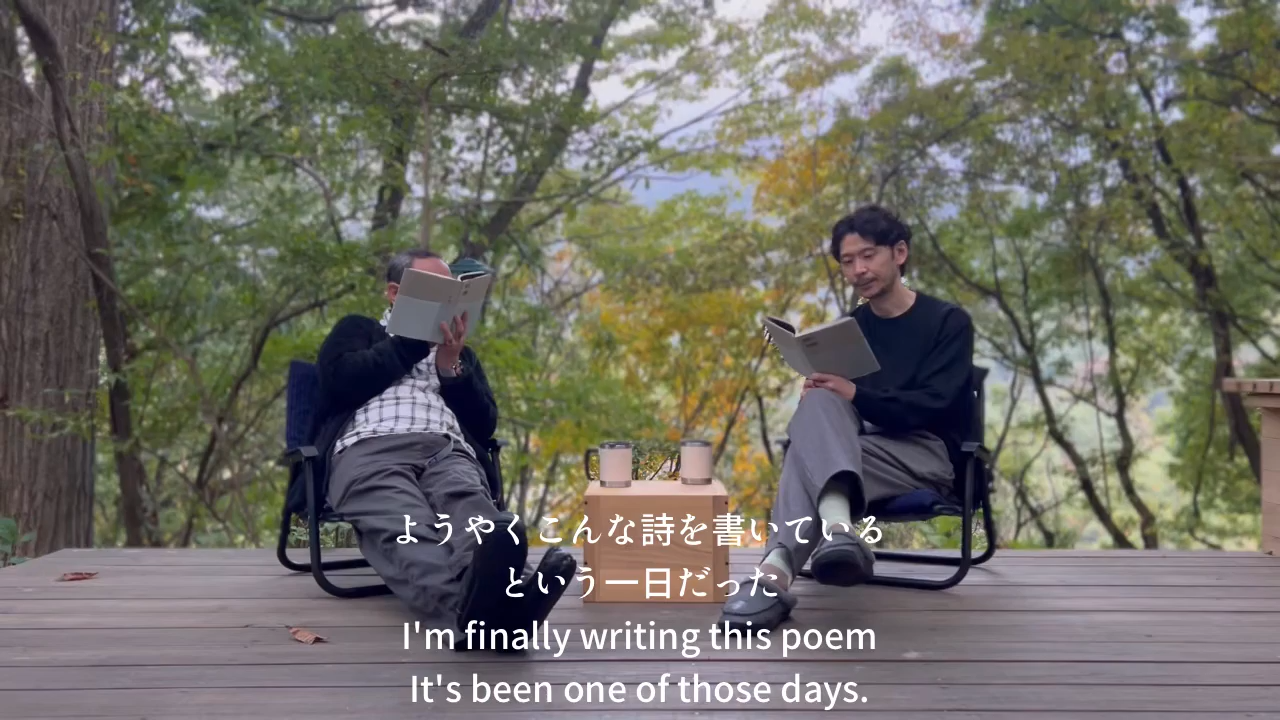 ようやくこんな詩を書いている
という一日だった
I'm finally writing this poem
It's been one of those days.